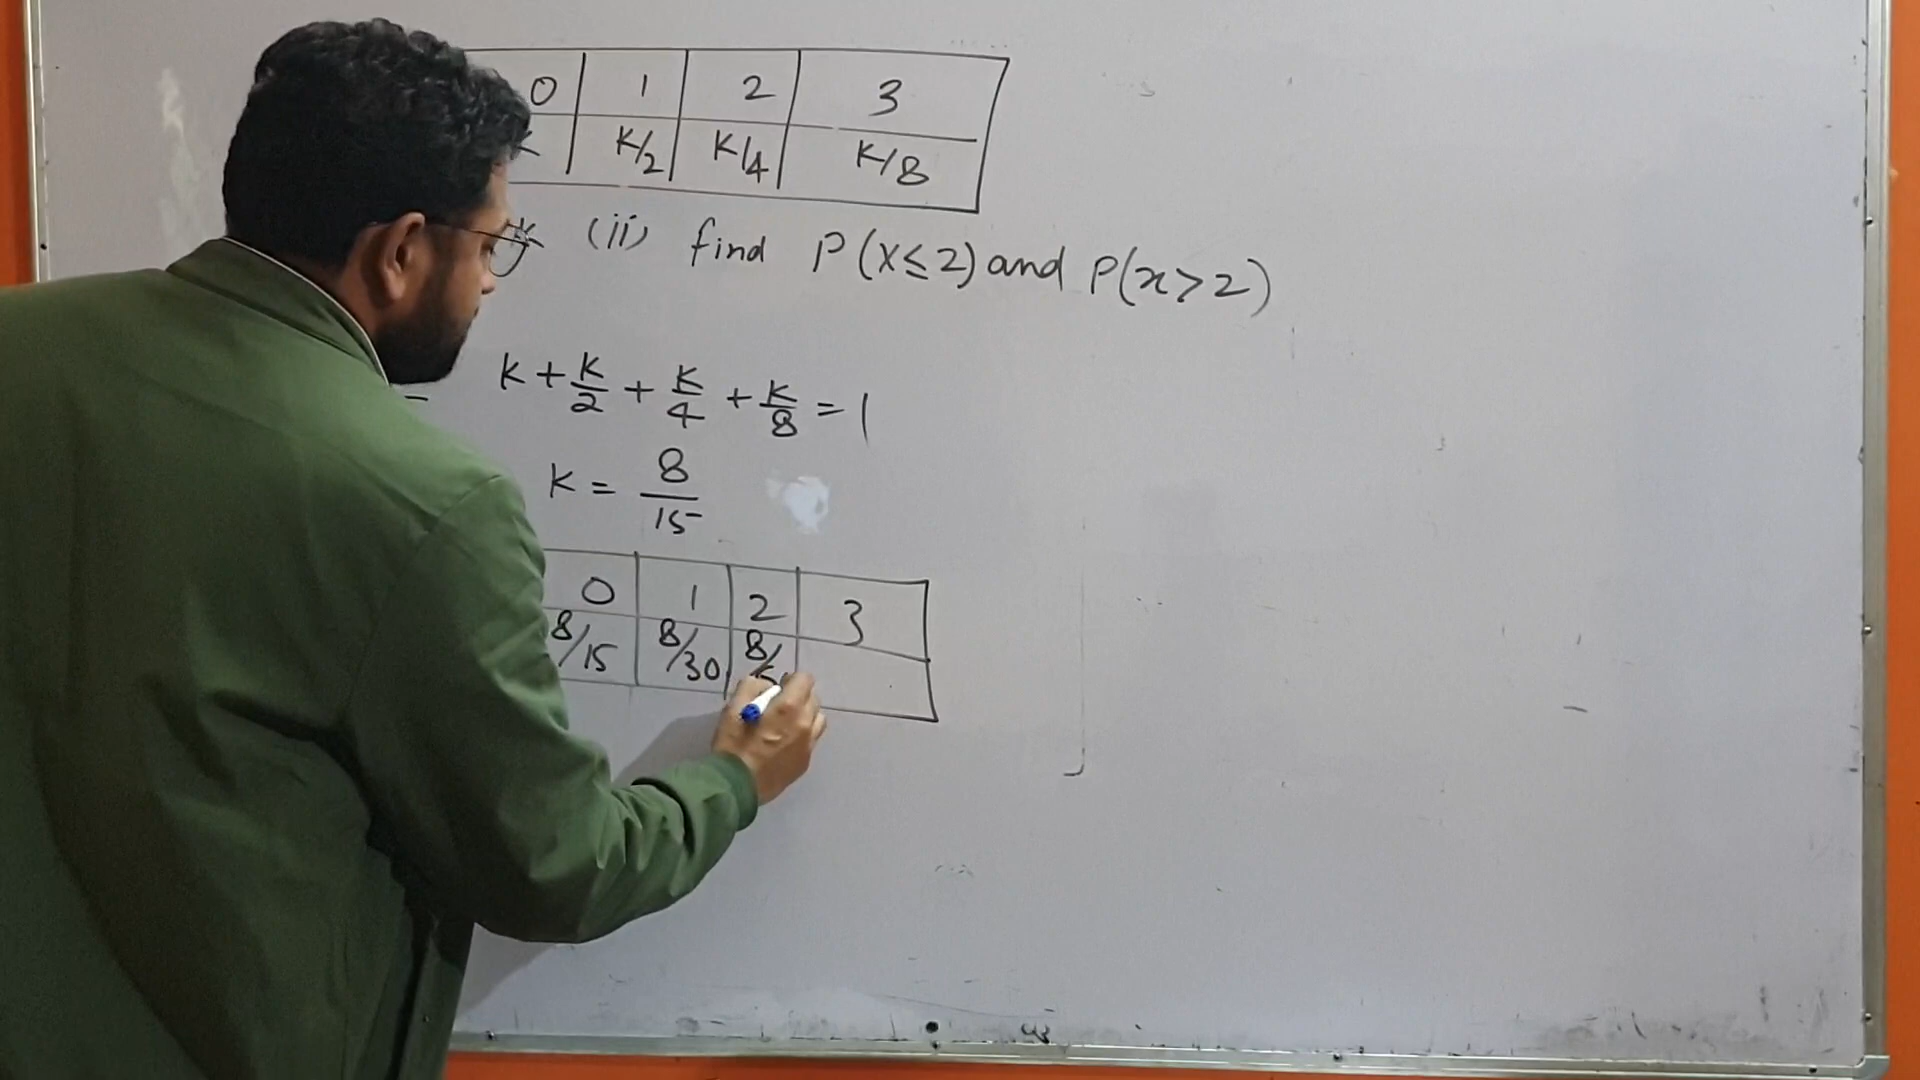 0 1 2 3
K K/2 K/4 K/8
K (ii) find P(X≤2) and P(x>2)
K + K/2 + K/4 + K/8 = 1
K = 8/15
0 1 2 3
8/15 8/30 8/